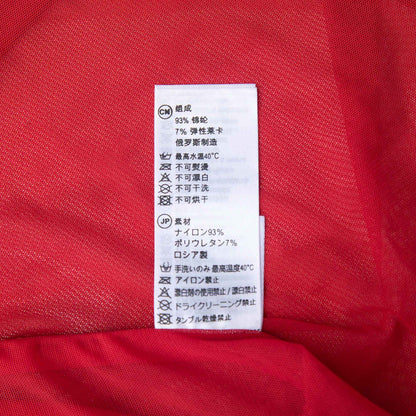 CN 组成
93% 锦纶
7% 弹性莱卡
俄罗斯制造
最高水温40°C
不可熨烫
不可漂白
不可干洗
不可烘干
JP 素材
ナイロン93%
ポリウレタン7%
ロシア製
手洗いのみ 最高温度40°C
アイロン禁止
漂白剤の使用禁止 / 禁止
ドライクリーニング禁止
タンブル乾燥禁止